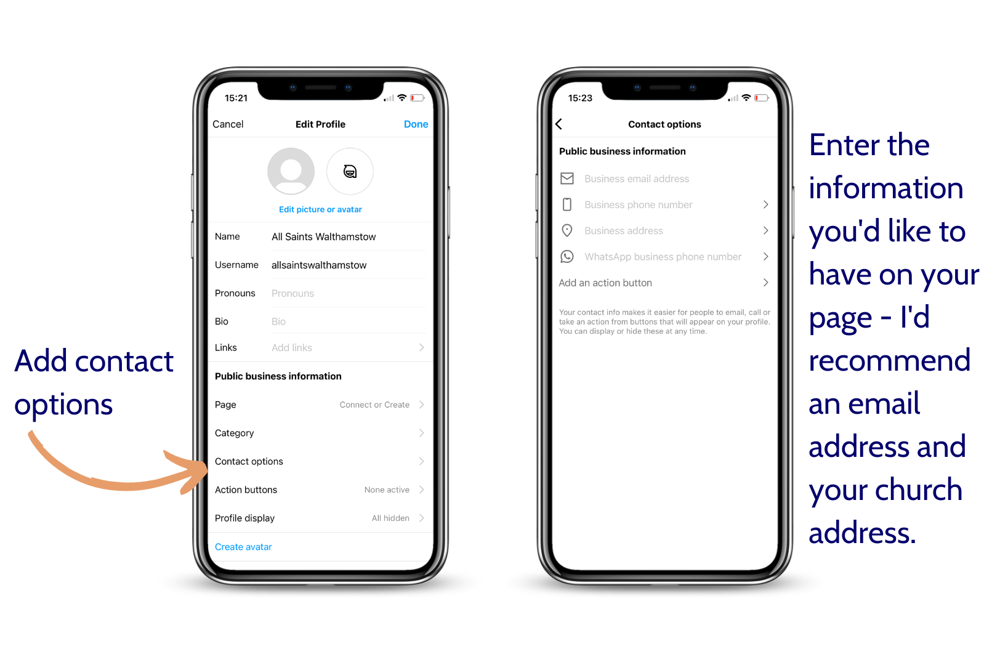 Add contact
options
15:21
Cancel Edit Profile Done
Edit picture or avatar
Name All Saints Walthamstow
Username allsaintswalthamstow
Pronouns Pronouns
Bio Bio
Links Add links
Public business information
Page Connect or Create
Category
Contact options
Action buttons None active
Profile display All hidden
Create avatar
15:23
Contact options
Public business information
Business email address
Business phone number
Business address
WhatsApp business phone number
Add an action button
Your contact info makes it easier for people to email, call or
take an action from buttons that will appear on your profile.
You can display or hide these at any time.
Enter the
information
you'd like to
have on your
page - I'd
recommend
an email
address and
your church
address.